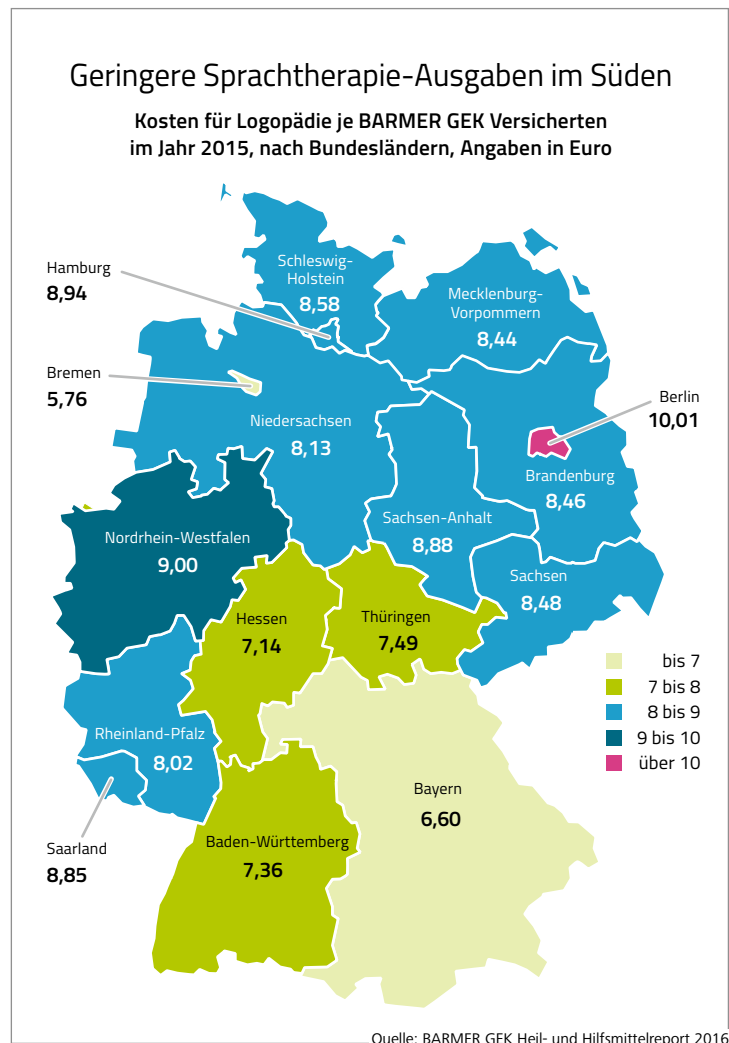 Geringere Sprachtherapie-Ausgaben im Süden
Kosten für Logopädie je BARMER GEK Versicherten
im Jahr 2015, nach Bundesländern, Angaben in Euro
Hamburg
8,94
Schleswig-
Holstein
8,58
Mecklenburg-
Vorpommern
8,44
Bremen
5,76
Niedersachsen
8,13
Berlin
10,01
Brandenburg
8,46
Nordrhein-Westfalen
9,00
Sachsen-Anhalt
8,88
Sachsen
8,48
Hessen
7,14
Thüringen
7,49
bis 7
7 bis 8
8 bis 9
9 bis 10
über 10
Rheinland-Pfalz
8,02
Saarland
8,85
Bayern
6,60
Baden-Württemberg
7,36
Quelle: BARMER GEK Heil- und Hilfsmittelreport 2016